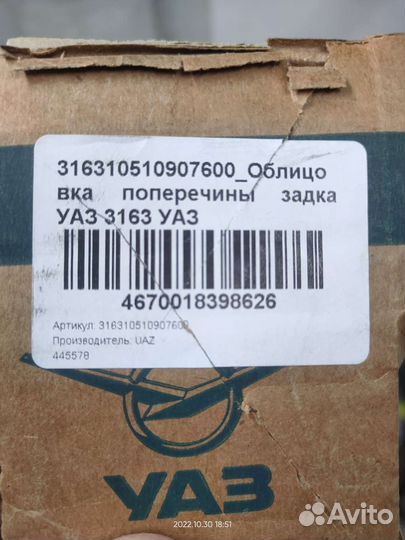 316310510907600_Облицо
вка поперечины задка
УАЗ 3163 УАЗ
4670018398626
Артикул: 316310510907600
Производитель: UAZ
445578
УАЗ
2022.10.30 18:51
Avito